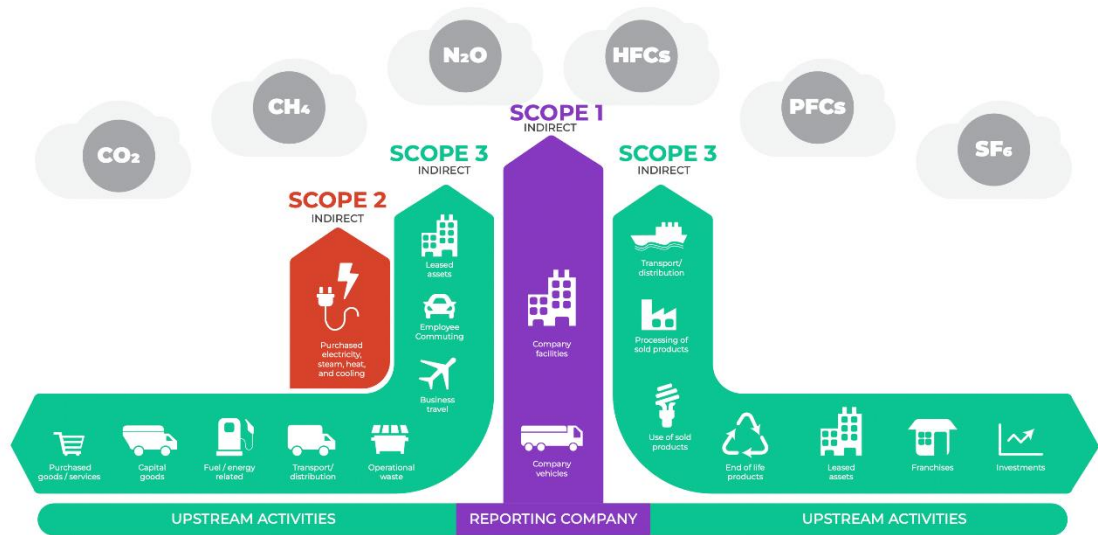 N₂O
HFCs
CH₄
PFCs
CO₂
SF₆
SCOPE 1
INDIRECT
SCOPE 3
INDIRECT
SCOPE 3
INDIRECT
SCOPE 2
INDIRECT
Purchased
electricity,
steam, heat,
and cooling
Leased
assets
Employee
Commuting
Business
travel
Company
facilities
Company
vehicles
Transport/
distribution
Processing of
sold products
Use of sold
products
Purchased
goods / services
Capital
goods
Fuel / energy
related
Transport/
distribution
Operational
waste
End of life
products
Leased
assets
Franchises
Investments
UPSTREAM ACTIVITIES
REPORTING COMPANY
UPSTREAM ACTIVITIES